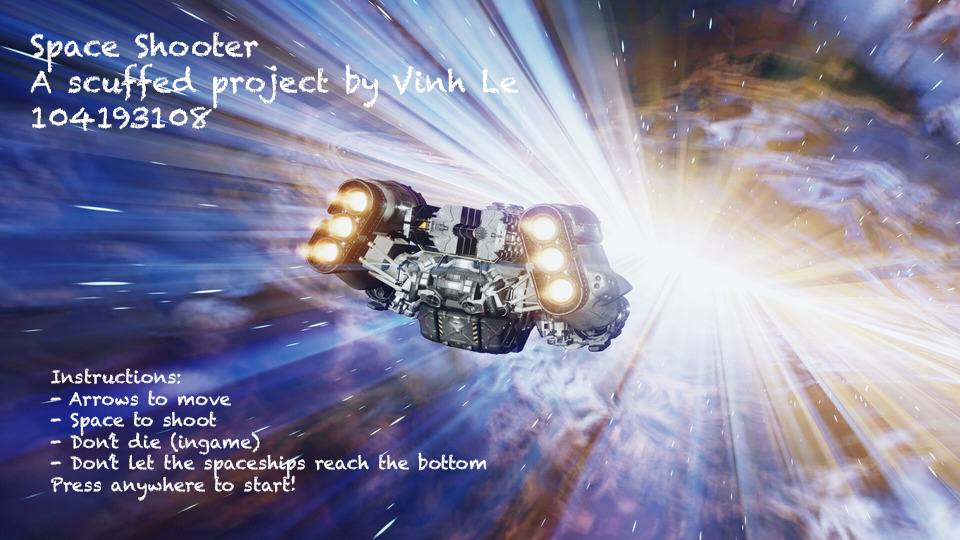 Space Shooter
A scuffed project by Vinh Le
104193108
Instructions:
- Arrows to move
- Space to shoot
- Don't die (ingame)
- Don't let the spaceships reach the bottom
Press anywhere to start!